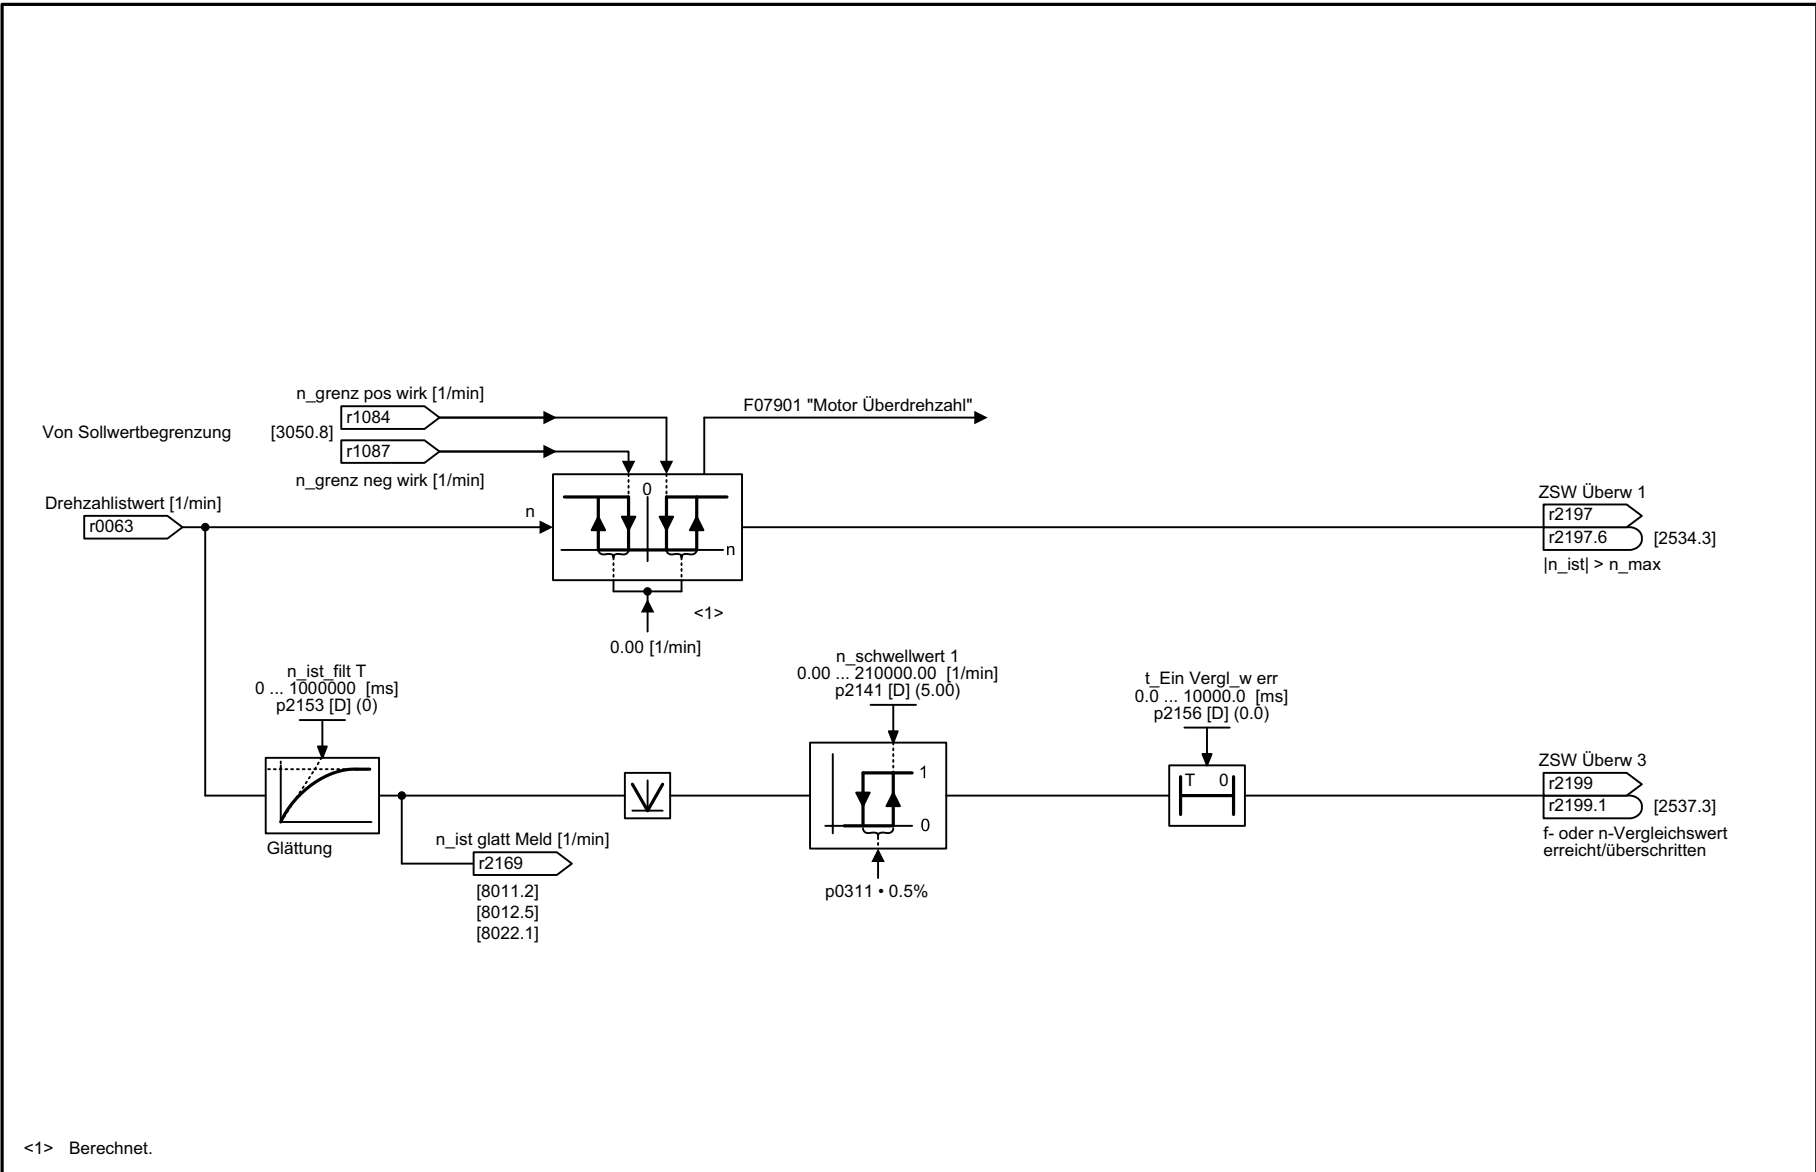 n_grenz pos wirk [1/min]
r1084
Von Sollwertbegrenzung [3050.8]
r1087
n_grenz neg wirk [1/min]
F07901 "Motor Überdrehzahl"
Drehzahlistwert [1/min]
r0063
n
0
n
<1>
0.00 [1/min]
ZSW Überw 1
r2197
r2197.6 [2534.3]
|n_ist| > n_max
n_ist_filt T
0 ... 1000000 [ms]
p2153 [D] (0)
Glättung
n_ist glatt Meld [1/min]
r2169
[8011.2]
[8012.5]
[8022.1]
n_schwellwert 1
0.00 ... 210000.00 [1/min]
p2141 [D] (5.00)
1
0
p0311 • 0.5%
t_Ein Vergl_w err
0.0 ... 10000.0 [ms]
p2156 [D] (0.0)
T 0
ZSW Überw 3
r2199
r2199.1 [2537.3]
f- oder n-Vergleichswert
erreicht/überschritten
<1> Berechnet.